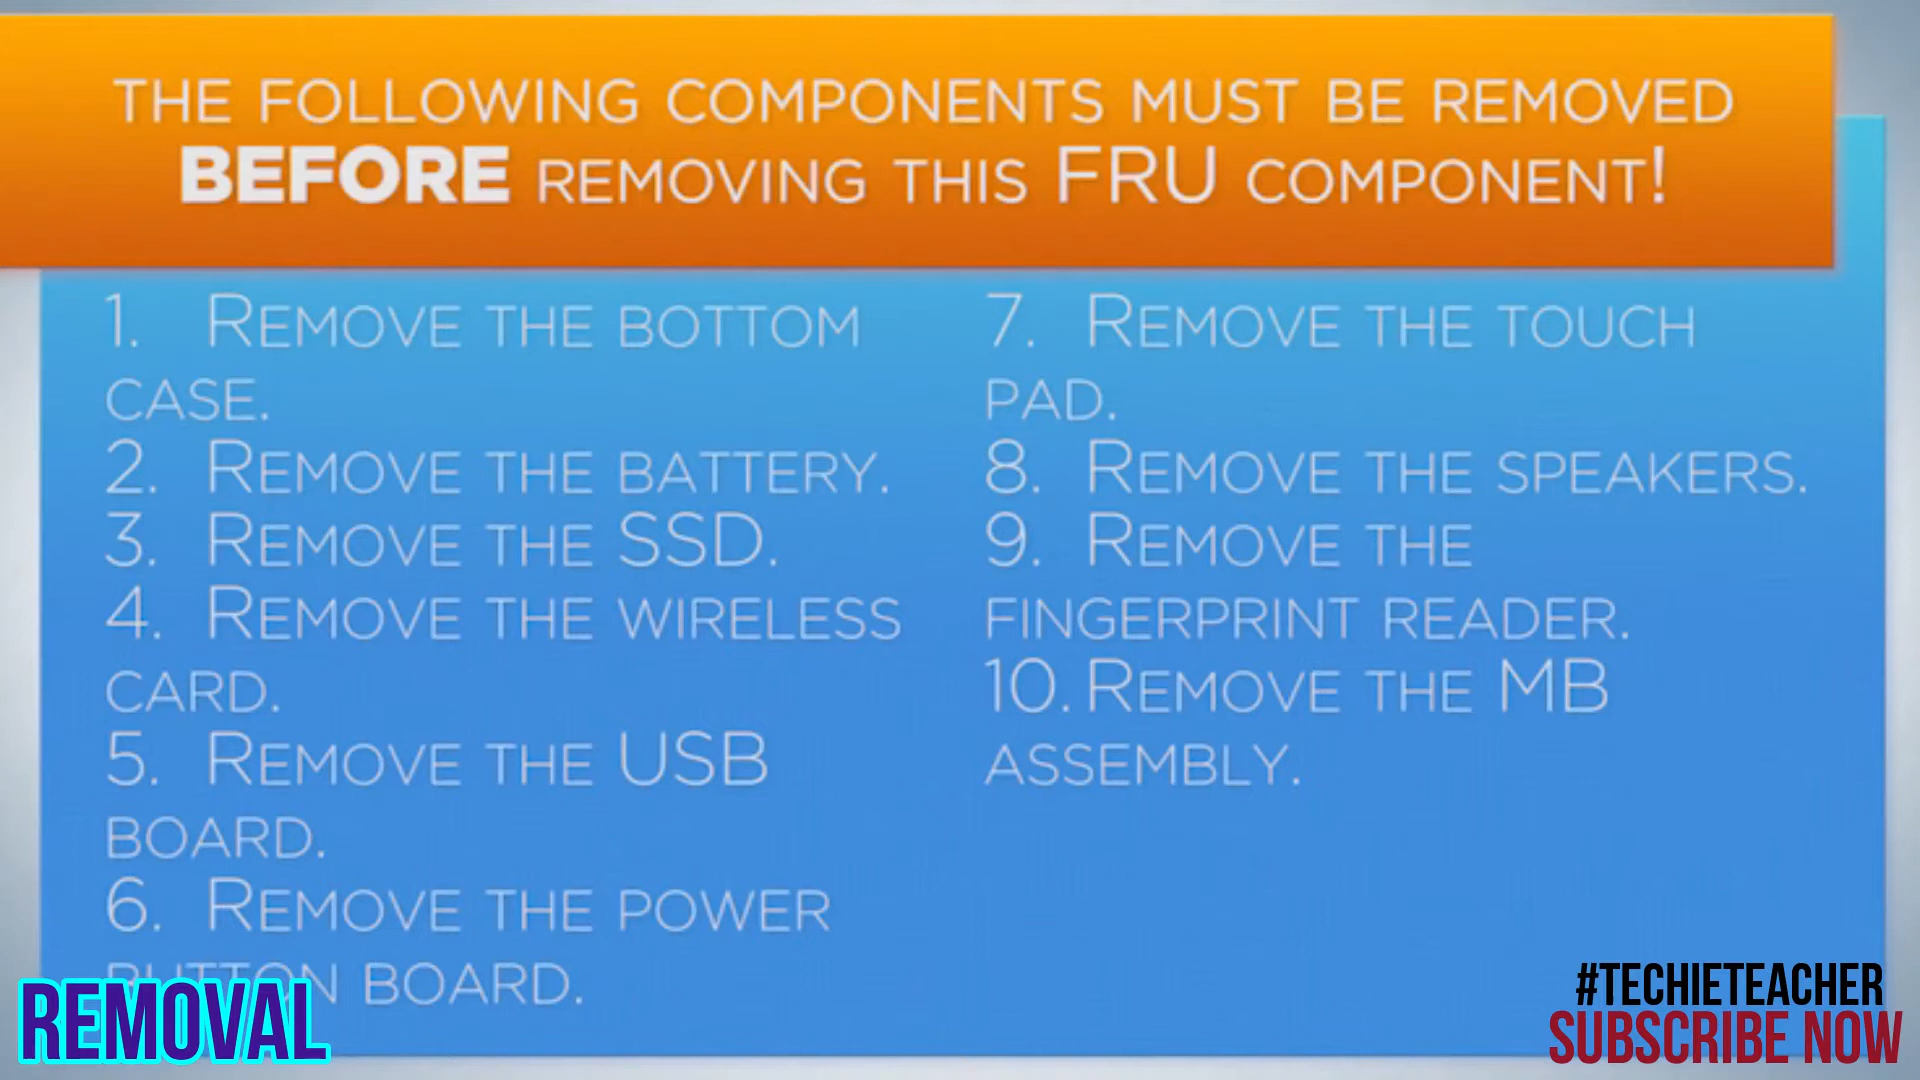 THE FOLLOWING COMPONENTS MUST BE REMOVED
BEFORE REMOVING THIS FRU COMPONENT!
1. REMOVE THE BOTTOM
CASE.
2. REMOVE THE BATTERY.
3. REMOVE THE SSD.
4. REMOVE THE WIRELESS
CARD.
5. REMOVE THE USB
BOARD.
6. REMOVE THE POWER
BUTTON BOARD.
7. REMOVE THE TOUCH
PAD.
8. REMOVE THE SPEAKERS.
9. REMOVE THE
FINGERPRINT READER.
10. REMOVE THE MB
ASSEMBLY.
REMOVAL
#TECHIETEACHER
SUBSCRIBE NOW